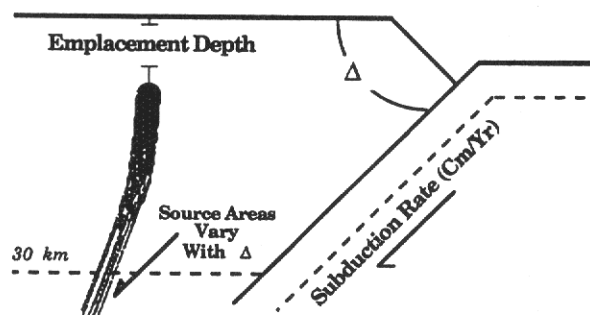 Emplacement Depth
Δ
Subduction Rate (Cm/Yr)
Source Areas
Vary
With Δ
30 km